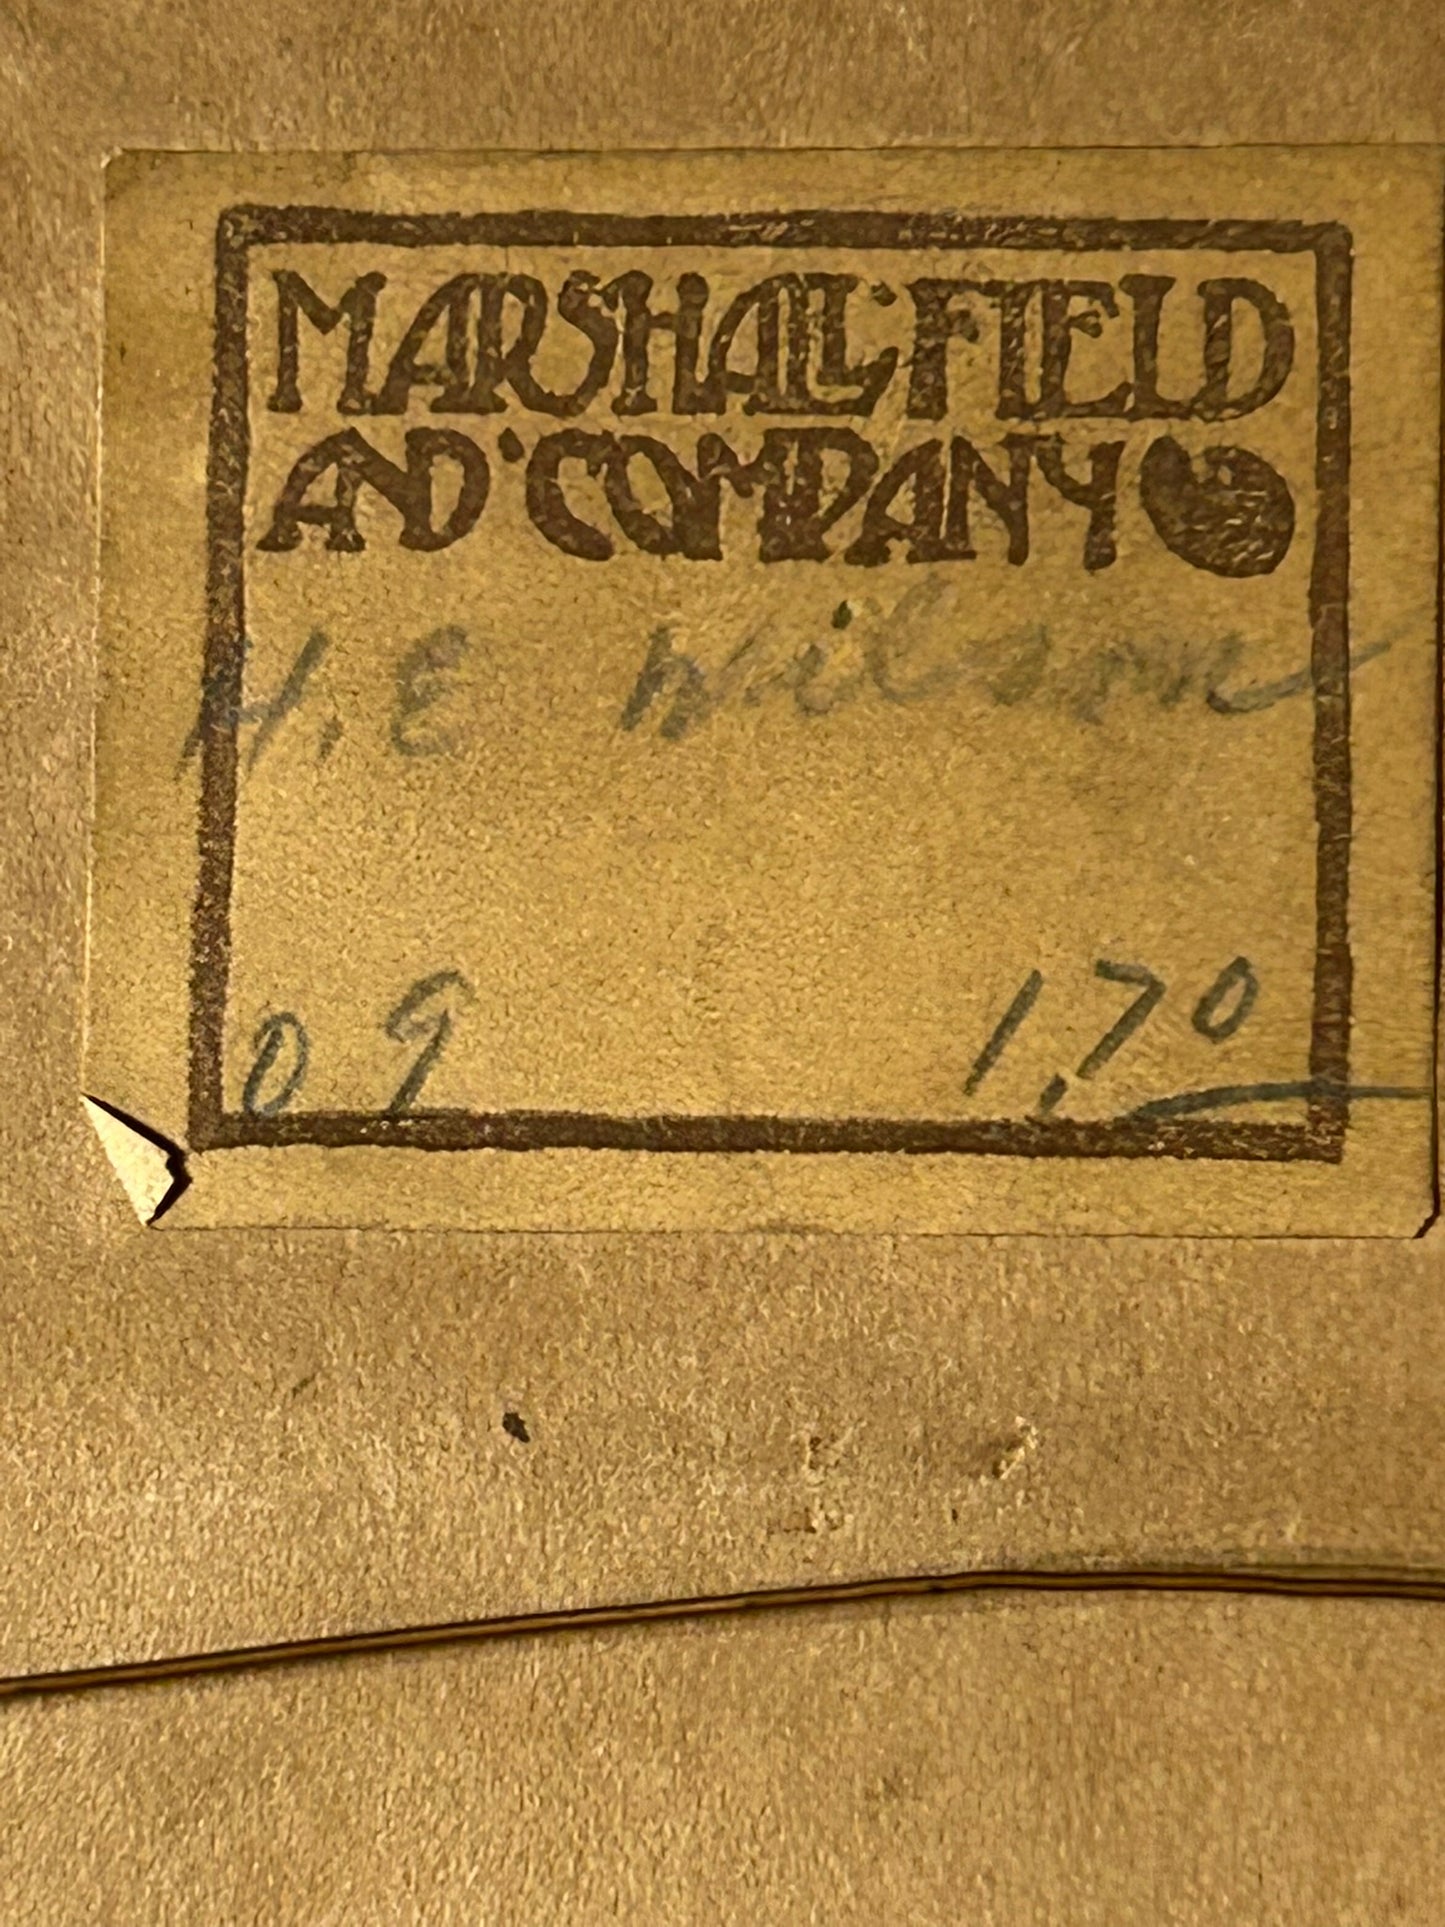 MARSHALL FIELD
AND COMPANY
H. E Wilson
09 1.70